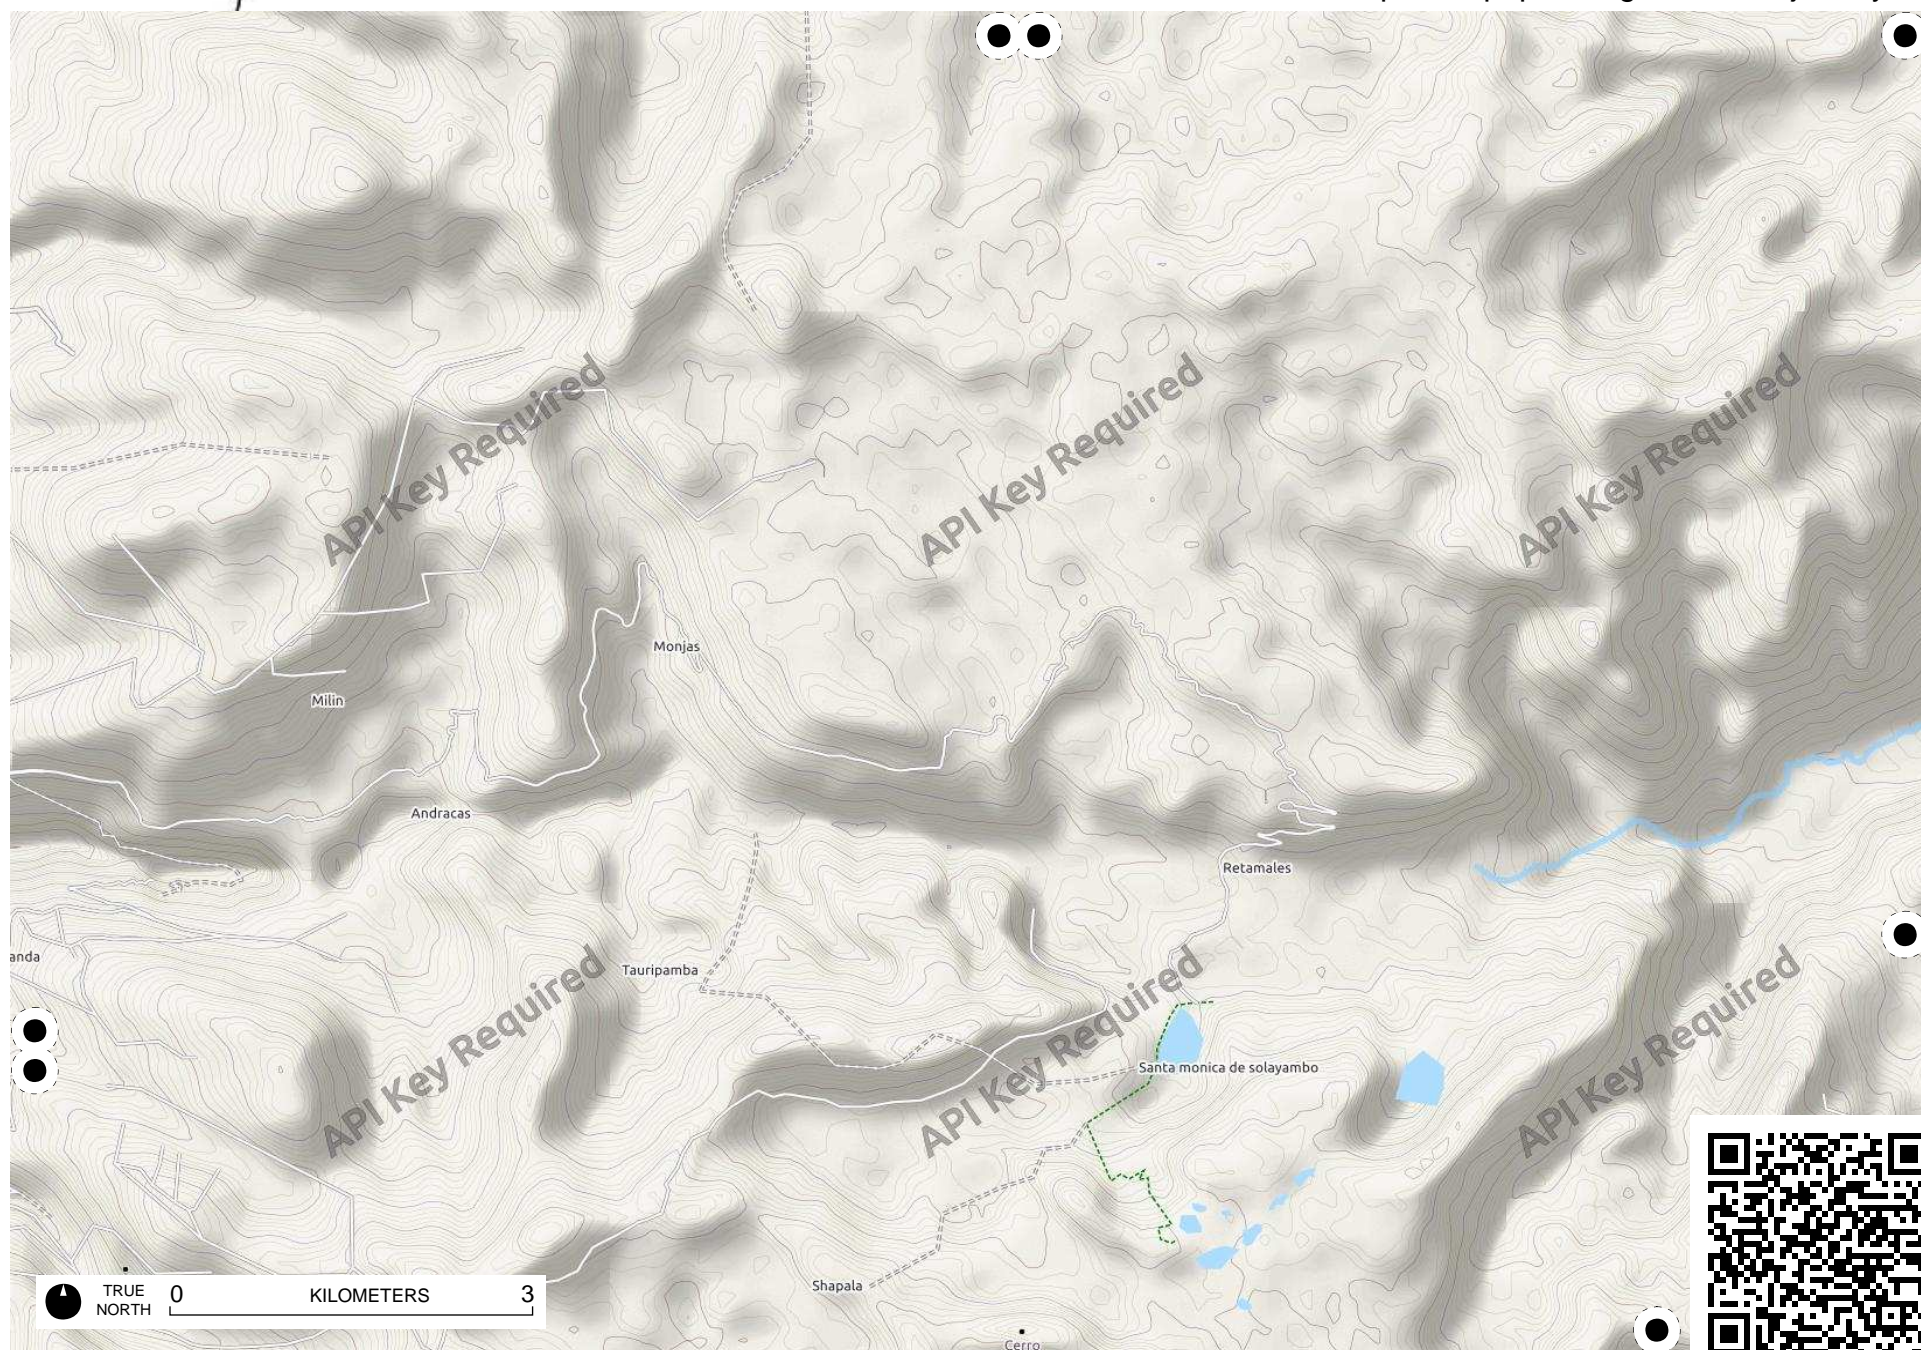 API Key Required
API Key Required
API Key Required
Monjas
Milin
Andracas
Retamales
anda
Tauripamba
API Key Required
API Key Required
API Key Required
Santa monica de solayambo
Shapala
TRUE NORTH
0 KILOMETERS 3
Cerro